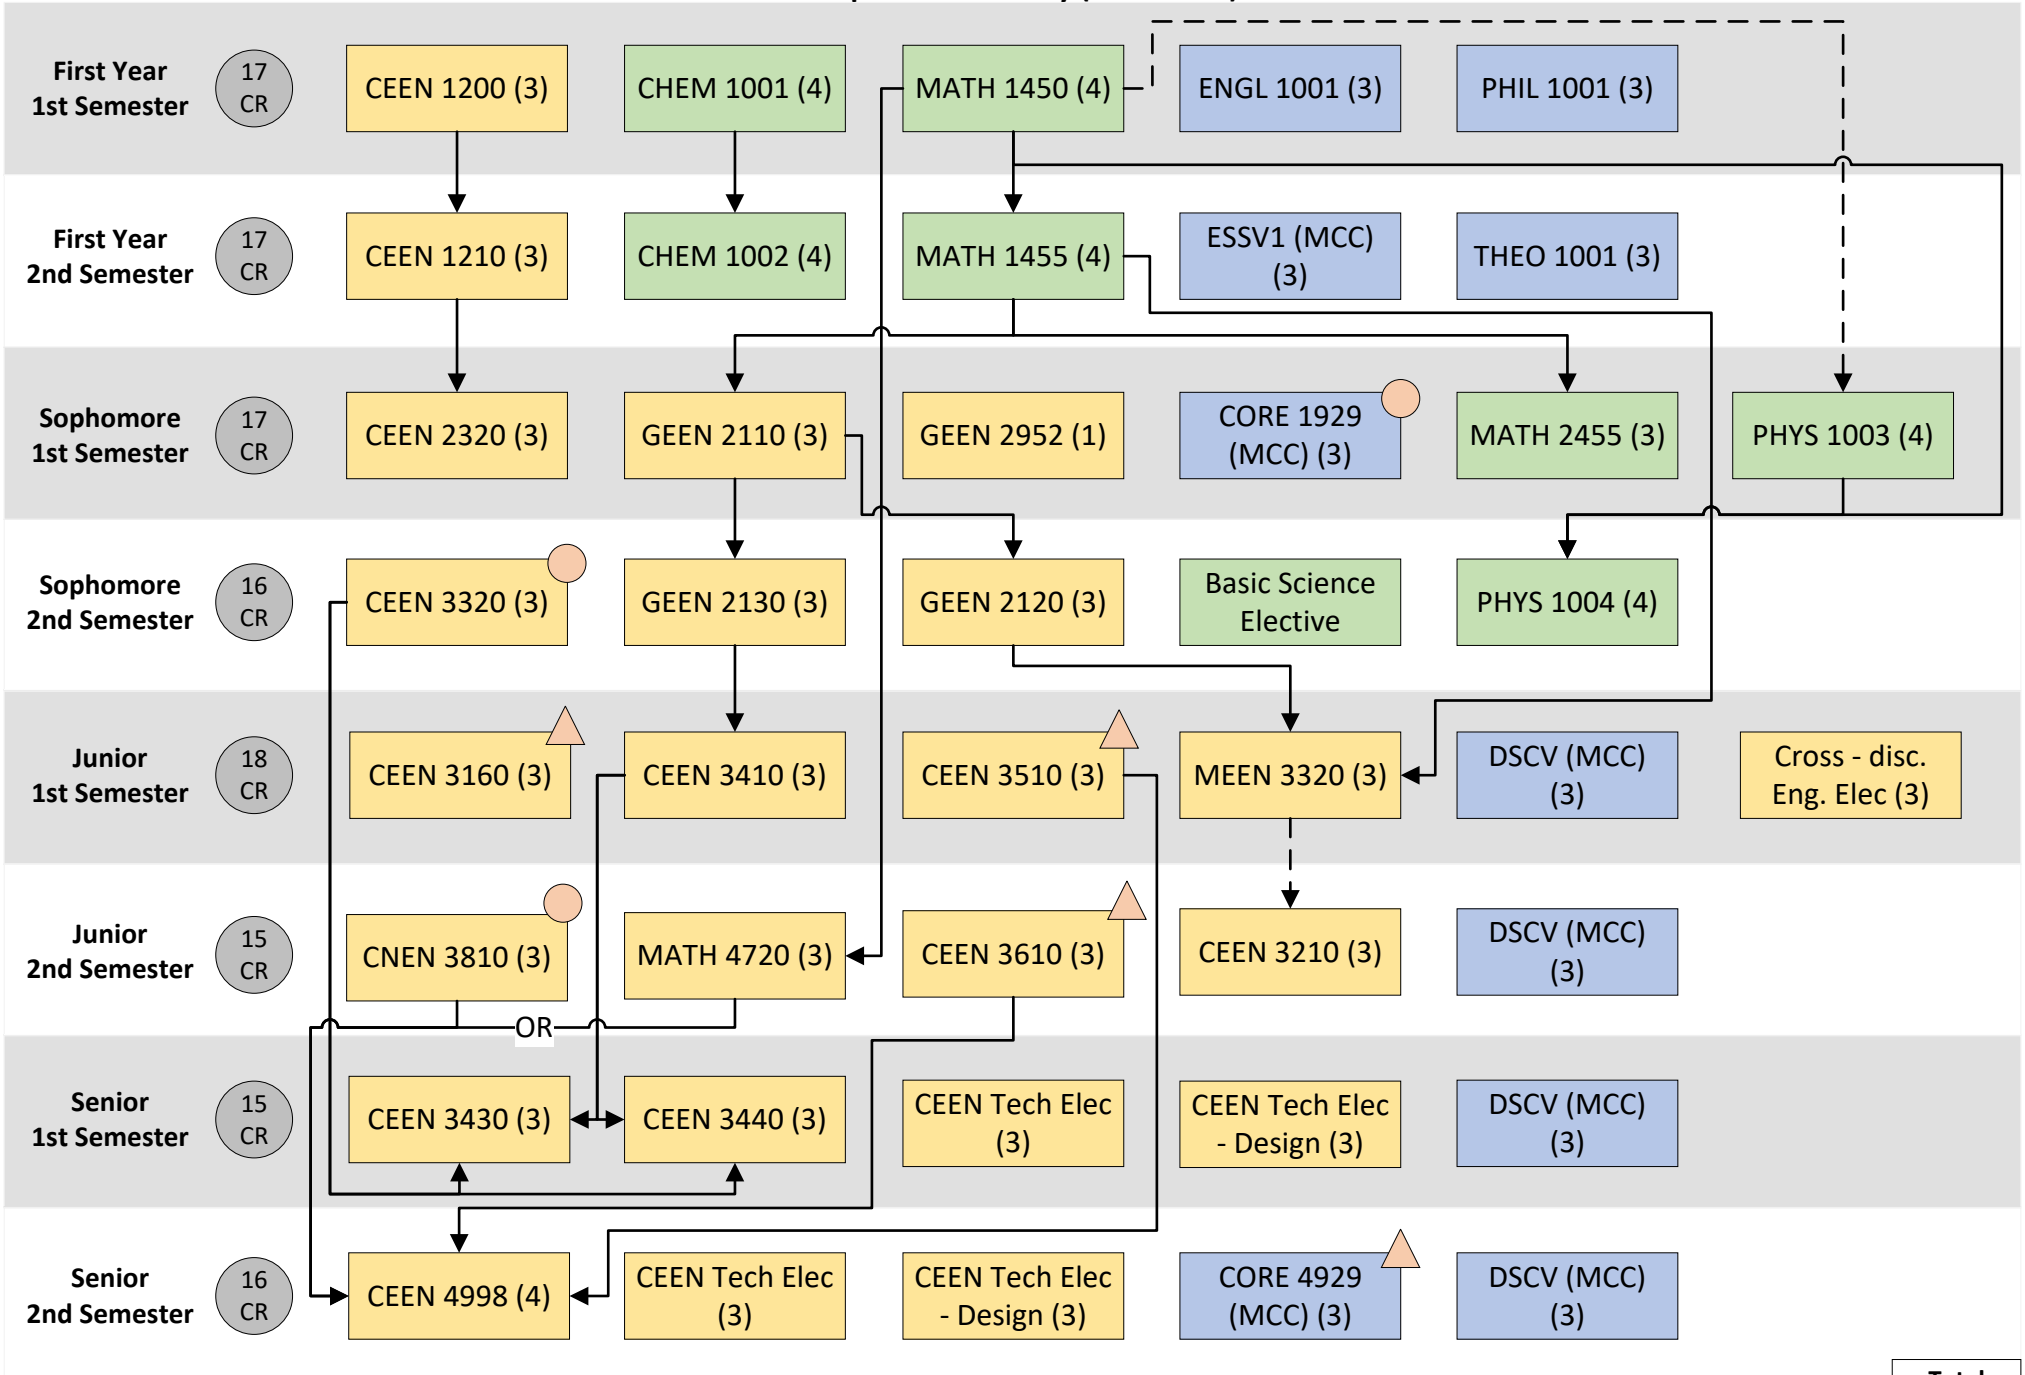 First Year
1st Semester
17
CR
CEEN 1200 (3)
CHEM 1001 (4)
MATH 1450 (4)
ENGL 1001 (3)
PHIL 1001 (3)
First Year
2nd Semester
17
CR
CEEN 1210 (3)
CHEM 1002 (4)
MATH 1455 (4)
ESSV1 (MCC)
(3)
THEO 1001 (3)
Sophomore
1st Semester
17
CR
CEEN 2320 (3)
GEEN 2110 (3)
GEEN 2952 (1)
CORE 1929
(MCC) (3)
MATH 2455 (3)
PHYS 1003 (4)
Sophomore
2nd Semester
16
CR
CEEN 3320 (3)
GEEN 2130 (3)
GEEN 2120 (3)
Basic Science
Elective
PHYS 1004 (4)
Junior
1st Semester
18
CR
CEEN 3160 (3)
CEEN 3410 (3)
CEEN 3510 (3)
MEEN 3320 (3)
DSCV (MCC)
(3)
Cross - disc.
Eng. Elec (3)
Junior
2nd Semester
15
CR
CNEN 3810 (3)
MATH 4720 (3)
CEEN 3610 (3)
CEEN 3210 (3)
DSCV (MCC)
(3)
OR
Senior
1st Semester
15
CR
CEEN 3430 (3)
CEEN 3440 (3)
CEEN Tech Elec
(3)
CEEN Tech Elec
- Design (3)
DSCV (MCC)
(3)
Senior
2nd Semester
16
CR
CEEN 4998 (4)
CEEN Tech Elec
(3)
CEEN Tech Elec
- Design (3)
CORE 4929
(MCC) (3)
DSCV (MCC)
(3)